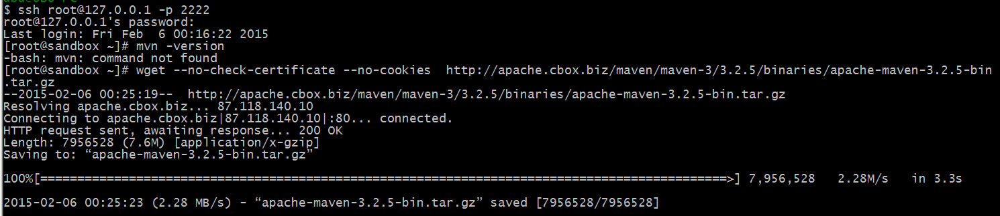 $ ssh root@127.0.0.1 -p 2222
root@127.0.0.1's password:
Last login: Fri Feb  6 00:16:22 2015
[root@sandbox ~]# mvn -version
-bash: mvn: command not found
[root@sandbox ~]# wget --no-check-certificate --no-cookies  http://apache.cbox.biz/maven/maven-3/3.2.5/binaries/apache-maven-3.2.5-bin
.tar.gz
--2015-02-06 00:25:19--  http://apache.cbox.biz/maven/maven-3/3.2.5/binaries/apache-maven-3.2.5-bin.tar.gz
Resolving apache.cbox.biz... 87.118.140.10
Connecting to apache.cbox.biz|87.118.140.10|:80... connected.
HTTP request sent, awaiting response... 200 OK
Length: 7956528 (7.6M) [application/x-gzip]
Saving to: “apache-maven-3.2.5-bin.tar.gz”
100%[==============================================================================================>] 7,956,528   2.28M/s   in 3.3s
2015-02-06 00:25:23 (2.28 MB/s) - “apache-maven-3.2.5-bin.tar.gz” saved [7956528/7956528]